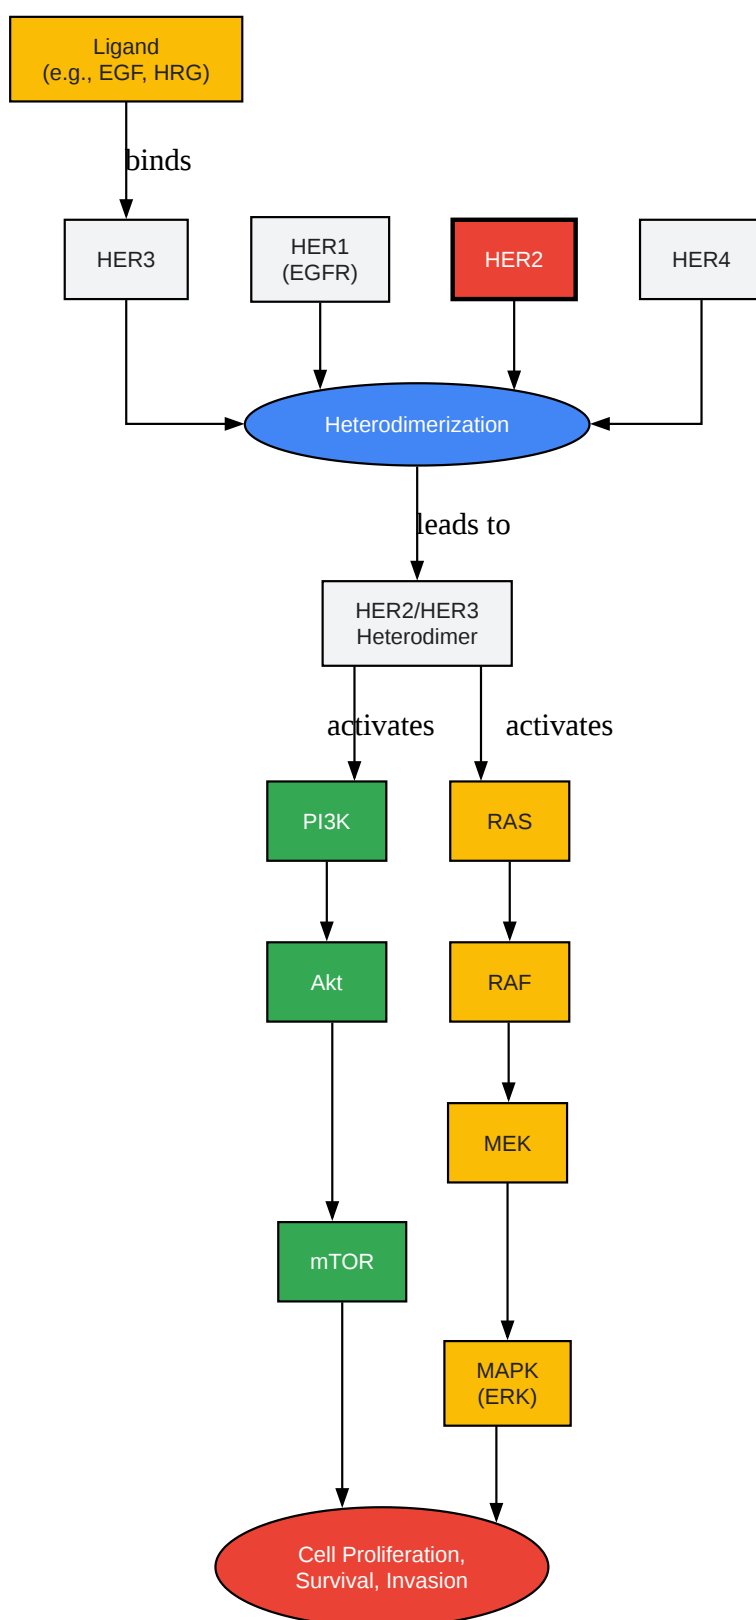 Ligand
(e.g., EGF, HRG)
binds
HER3
HER1
(EGFR)
HER2
HER4
Heterodimerization
leads to
HER2/HER3
Heterodimer
activates
activates
PI3K
RAS
Akt
RAF
MEK
mTOR
MAPK
(ERK)
Cell Proliferation,
Survival, Invasion